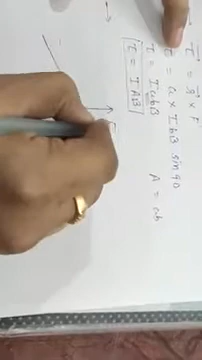 τ⃗ = r⃗ × F⃗
τ = a × I b B sin 90
τ = I a b B    A = ab
τ = I A B